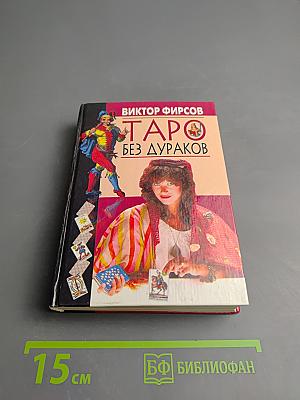 ВИКТОР ФИРСОВ
ТАРО
БЕЗ ДУРАКОВ
15 см
БФ БИБЛИОФАН